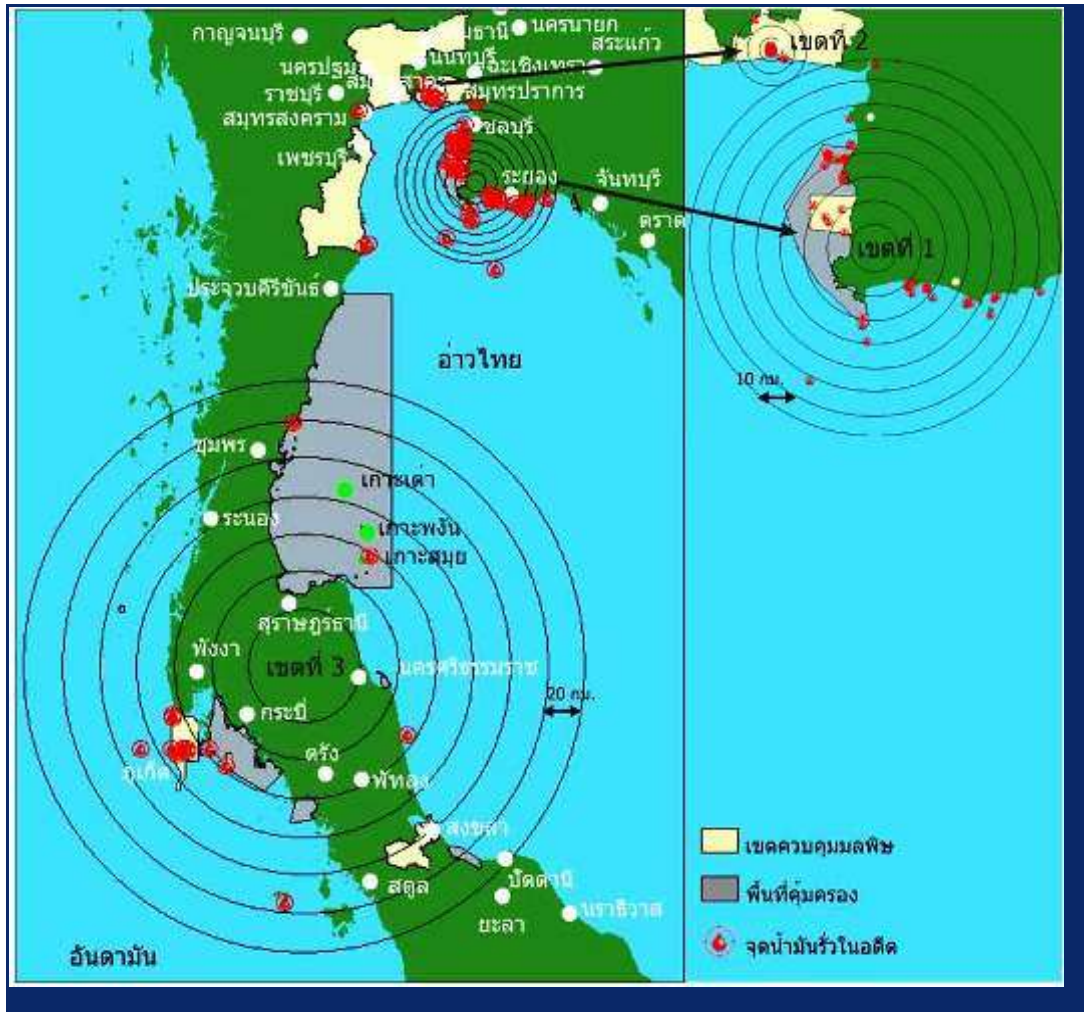 กาญจนบุรี
นครนายก
สระแก้ว
นนทบุรี
นครปฐม
ฉะเชิงเทรา
ราชบุรี
สมุทรปราการ
สมุทรสงคราม
ชลบุรี
เพชรบุรี
ระยอง
จันทบุรี
ตราด
ประจวบคีรีขันธ์
อ่าวไทย
ชุมพร
เกาะเต่า
ระนอง
เกาะพงัน
เกาะสมุย
สุราษฎร์ธานี
พังงา
เขตที่ 3
นครศรีธรรมราช
20 กม.
กระบี่
ตรัง
ภูเก็ต
พัทลุง
สงขลา
สตูล
ปัตตานี
ยะลา
นราธิวาส
อันดามัน
เขตที่ 2
เขตที่ 1
10 กม.
เขตควบคุมมลพิษ
พื้นที่คุ้มครอง
จุดน้ำมันรั่วในอดีต